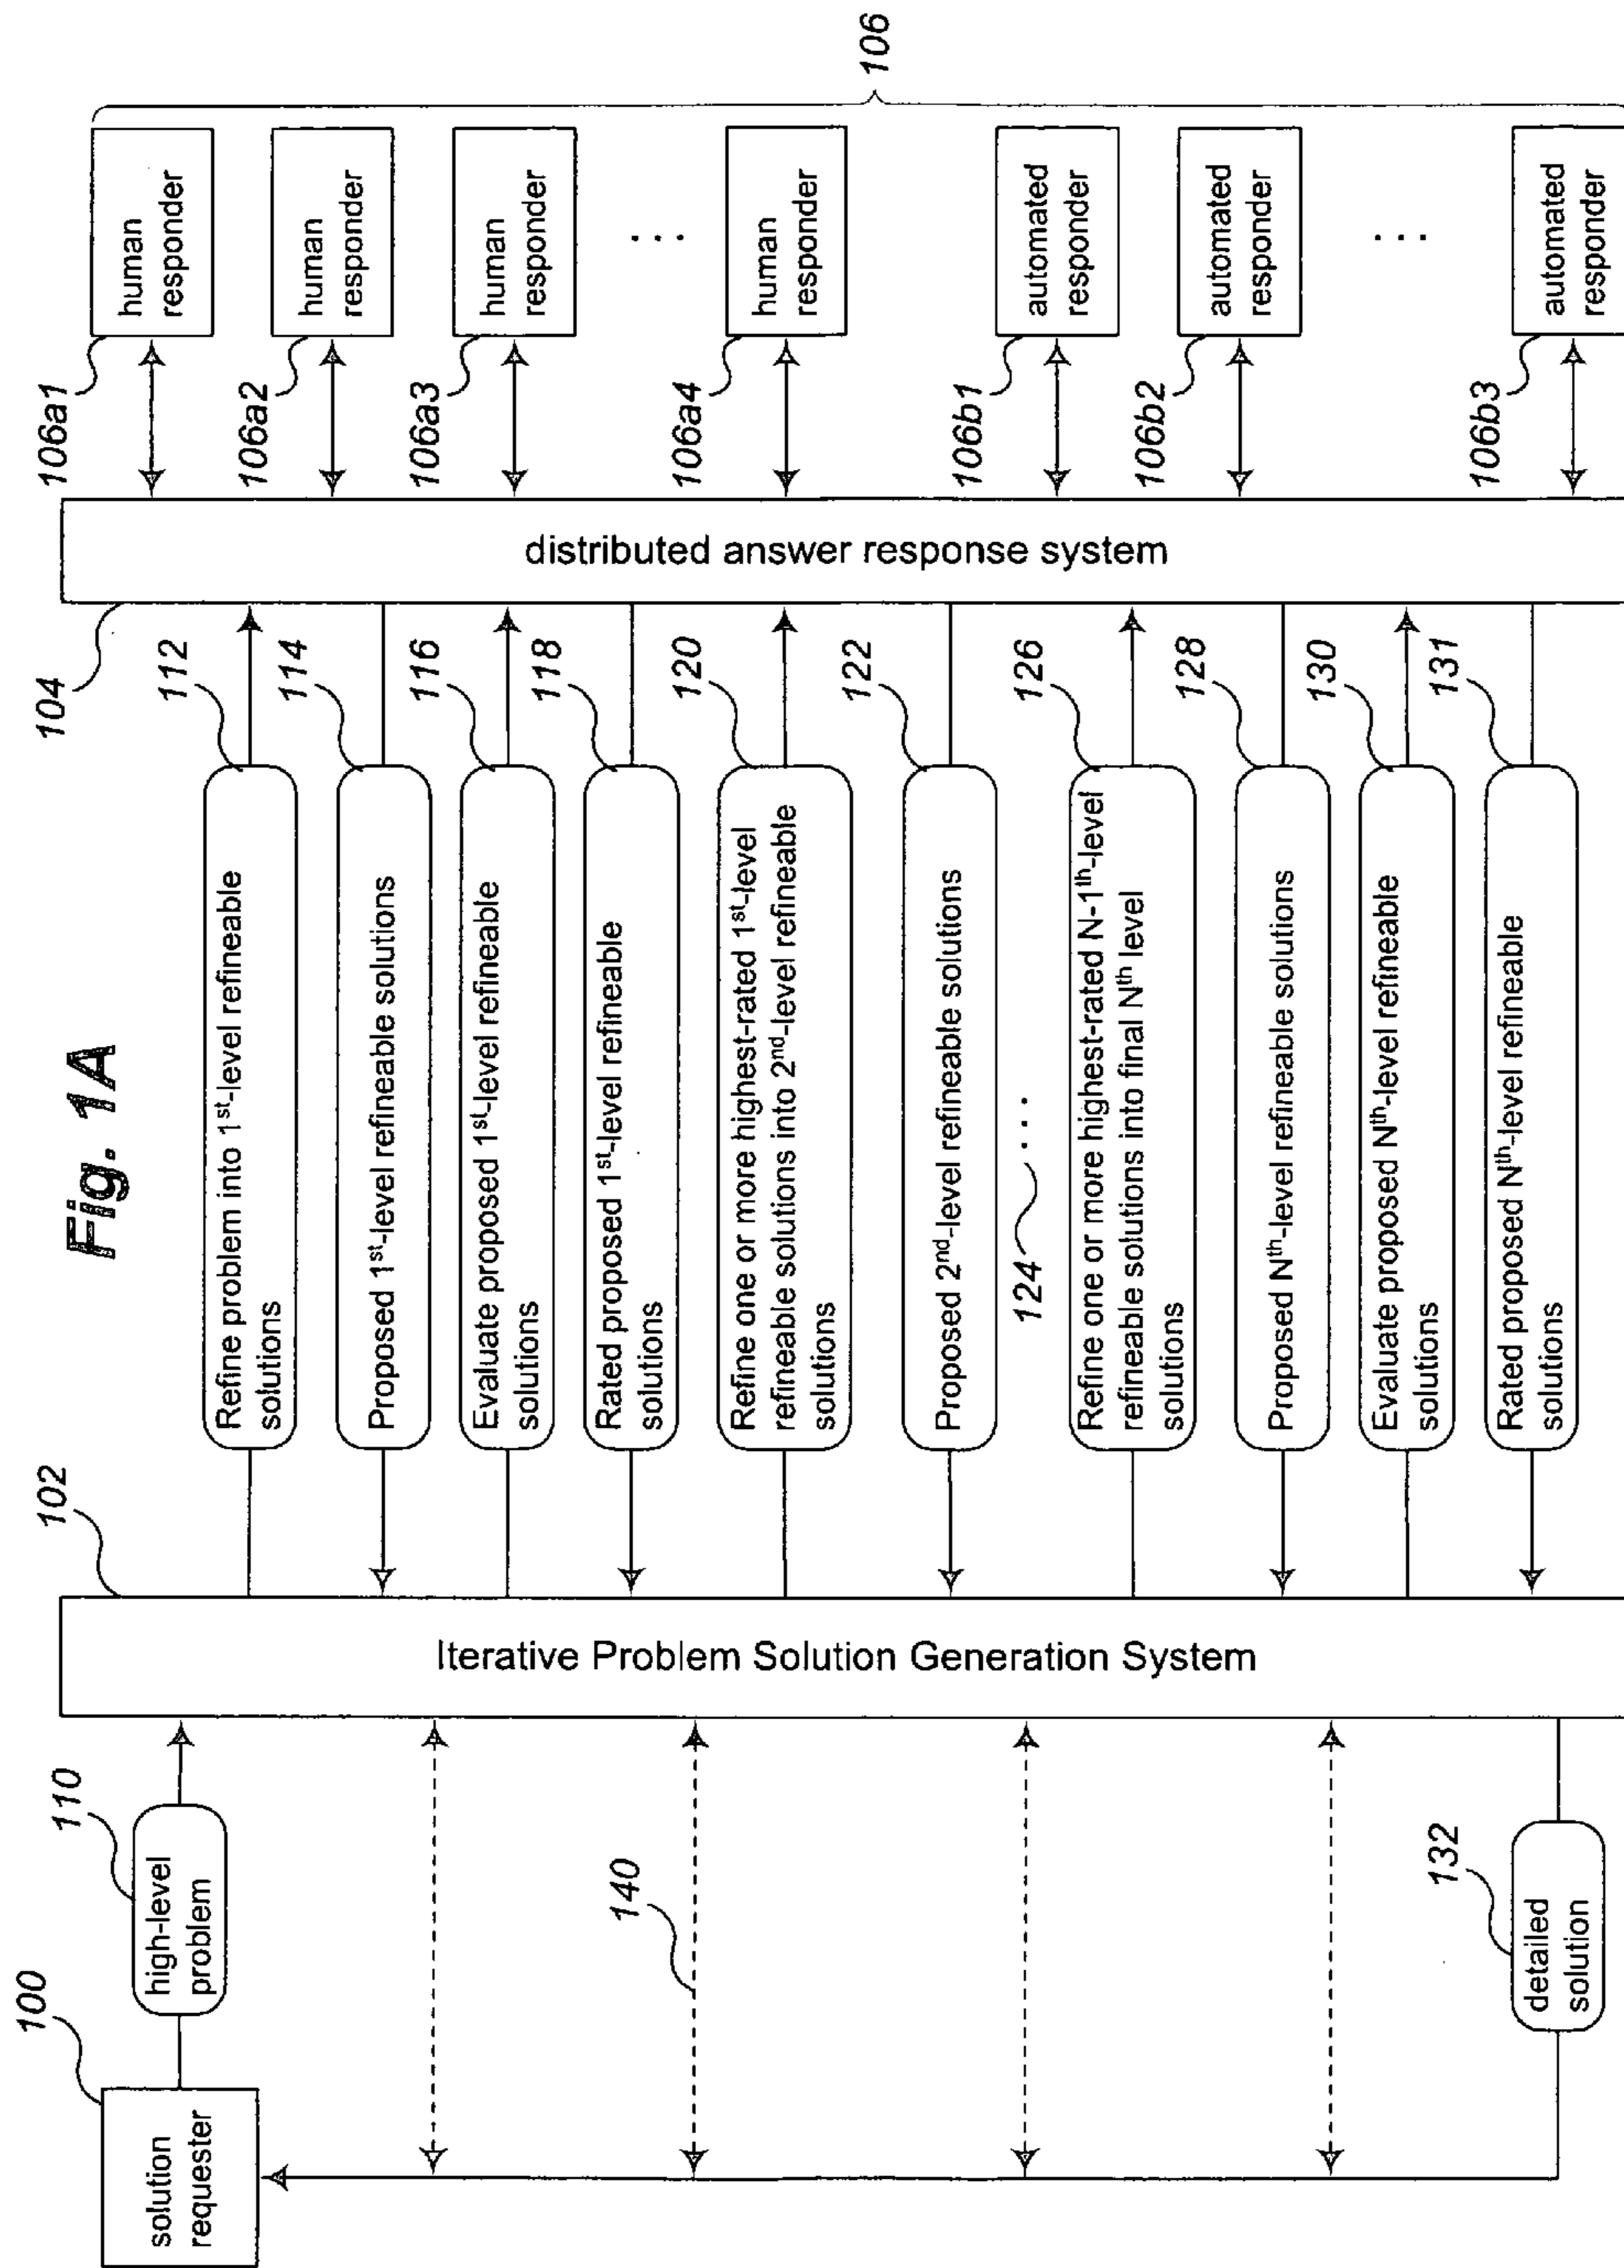 Fig. 1A
100
solution
requester
110
high-level
problem
140
132
detailed
solution
102
Iterative Problem Solution Generation System
112
Refine problem into 1st-level refineable
solutions
114
Proposed 1st-level refineable solutions
116
Evaluate proposed 1st-level refineable
solutions
118
Rated proposed 1st-level refineable
solutions
120
Refine one or more highest-rated 1st-level
refineable solutions into 2nd-level refineable
solutions
122
Proposed 2nd-level refineable solutions
124 ...
126
Refine one or more highest-rated N-1th-level
refineable solutions into final Nth level
solutions
128
Proposed Nth-level refineable solutions
130
Evaluate proposed Nth-level refineable
solutions
131
Rated proposed Nth-level refineable
solutions
104
distributed answer response system
106a1
human
responder
106a2
human
responder
106a3
human
responder
...
106a4
human
responder
106b1
automated
responder
106b2
automated
responder
...
106b3
automated
responder
106